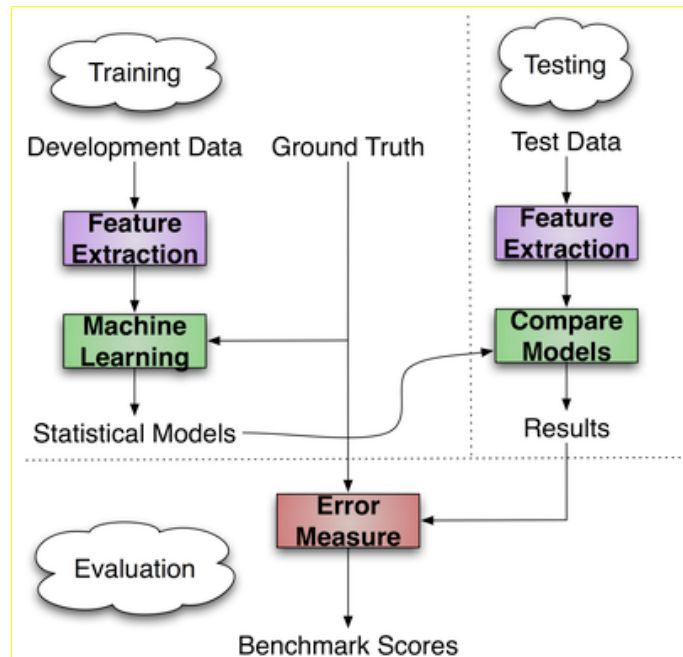 Training
Testing
Development Data
Ground Truth
Test Data
Feature
Extraction
Feature
Extraction
Machine
Learning
Compare
Models
Statistical Models
Results
Error
Measure
Evaluation
Benchmark Scores